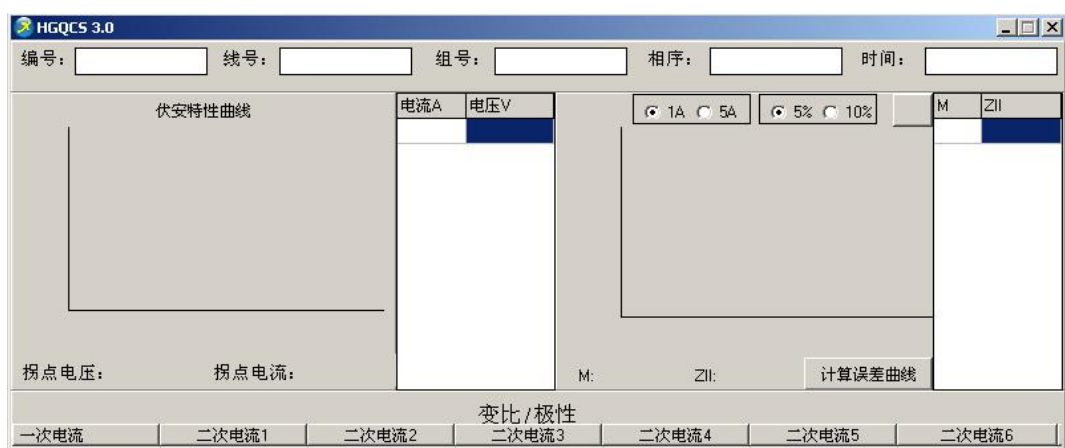 HGQCS 3.0
编号： 线号： 组号： 相序： 时间：
伏安特性曲线 电流A 电压V 1A 5A 5% 10% M ZII
拐点电压： 拐点电流： M: ZII: 计算误差曲线
变比/极性
一次电流 二次电流1 二次电流2 二次电流3 二次电流4 二次电流5 二次电流6